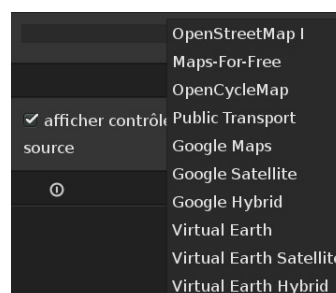 OpenStreetMap I
Maps-For-Free
OpenCycleMap
afficher contrôle
Public Transport
source
Google Maps
Google Satellite
Google Hybrid
Virtual Earth
Virtual Earth Satellite
Virtual Earth Hybrid